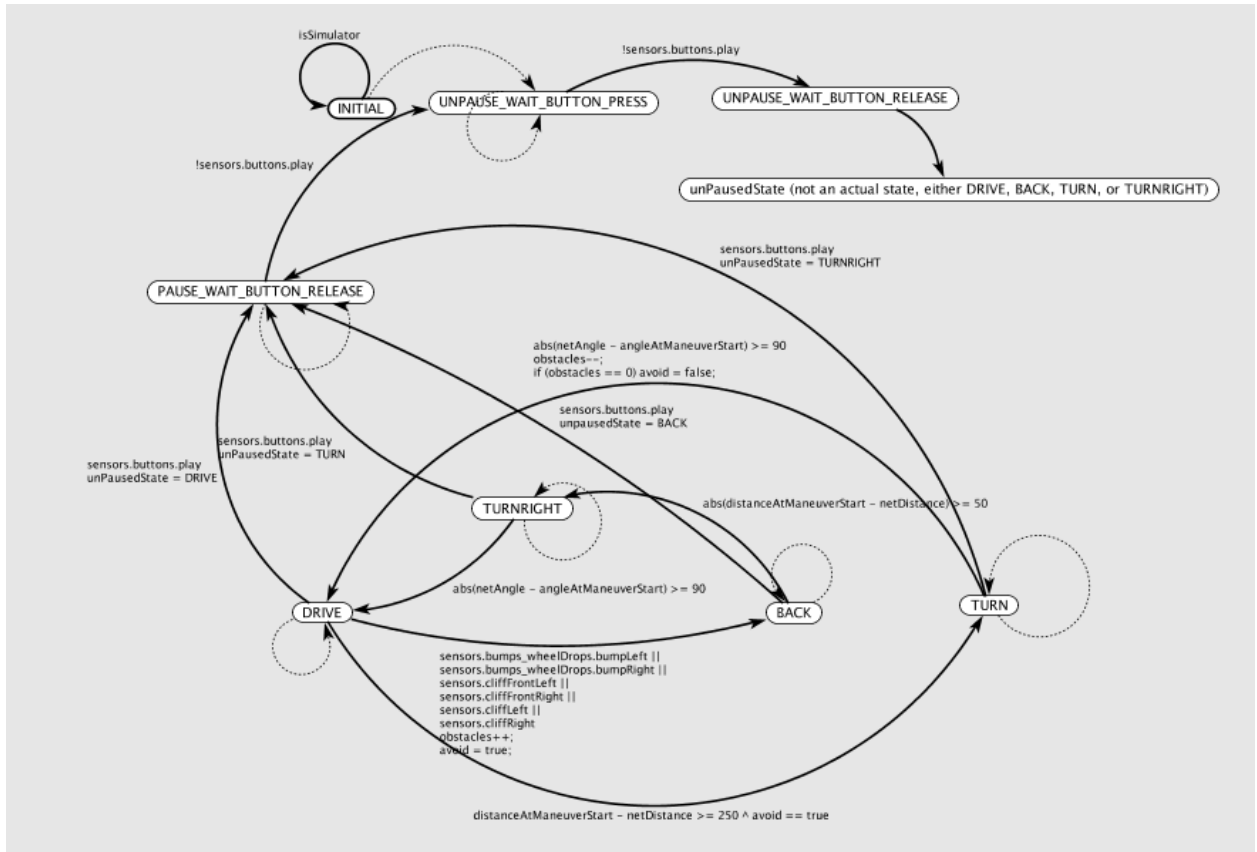 isSimulator
!sensors.buttons.play
INITIAL
UNPAUSE_WAIT_BUTTON_PRESS
UNPAUSE_WAIT_BUTTON_RELEASE
!sensors.buttons.play
unPausedState (not an actual state, either DRIVE, BACK, TURN, or TURNRIGHT)
sensors.buttons.play
unPausedState = TURNRIGHT
PAUSE_WAIT_BUTTON_RELEASE
abs(netAngle - angleAtManeuverStart) >= 90
obstacles--;
if (obstacles == 0) avoid = false;
sensors.buttons.play
unpausedState = BACK
sensors.buttons.play
unPausedState = TURN
sensors.buttons.play
unPausedState = DRIVE
TURNRIGHT
abs(distanceAtManeuverStart - netDistance) >= 50
abs(netAngle - angleAtManeuverStart) >= 90
DRIVE
BACK
TURN
sensors.bumps_wheelDrops.bumpLeft ||
sensors.bumps_wheelDrops.bumpRight ||
sensors.cliffFrontLeft ||
sensors.cliffFrontRight ||
sensors.cliffLeft ||
sensors.cliffRight
obstacles++;
avoid = true;
distanceAtManeuverStart - netDistance >= 250 ^ avoid == true